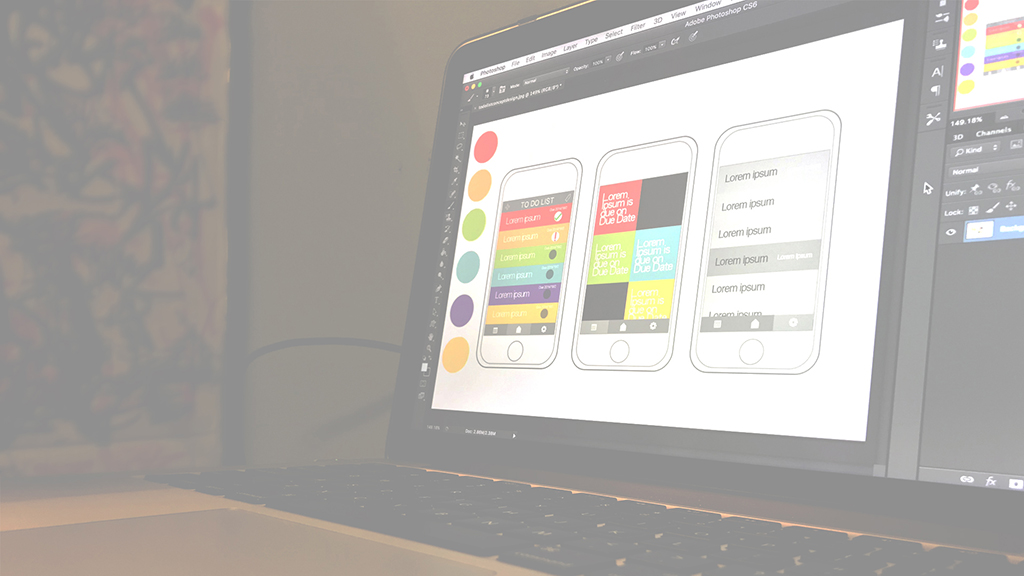 Photoshop File Edit Image Layer Type Select Filter 3D View Window
Adobe Photoshop CS6
Mode: Normal Opacity: 100% Flow: 100%
TO DO LIST
Lorem ipsum
Lorem ipsum
Lorem ipsum
Lorem ipsum
Lorem ipsum
Lorem ipsum
Lorem
Ipsum is
due on
Due Date
Lorem
Ipsum is
due on
Due Date
Lorem
Ipsum is
due on
Due Date
Lorem
Ipsum is
Lorem ipsum
Lorem ipsum
Lorem ipsum
Lorem ipsum Lorem ipsum
Lorem ipsum
Lorem ipsum
149.18%
3D Channels
Kind
Normal
Unify:
Lock:
fx